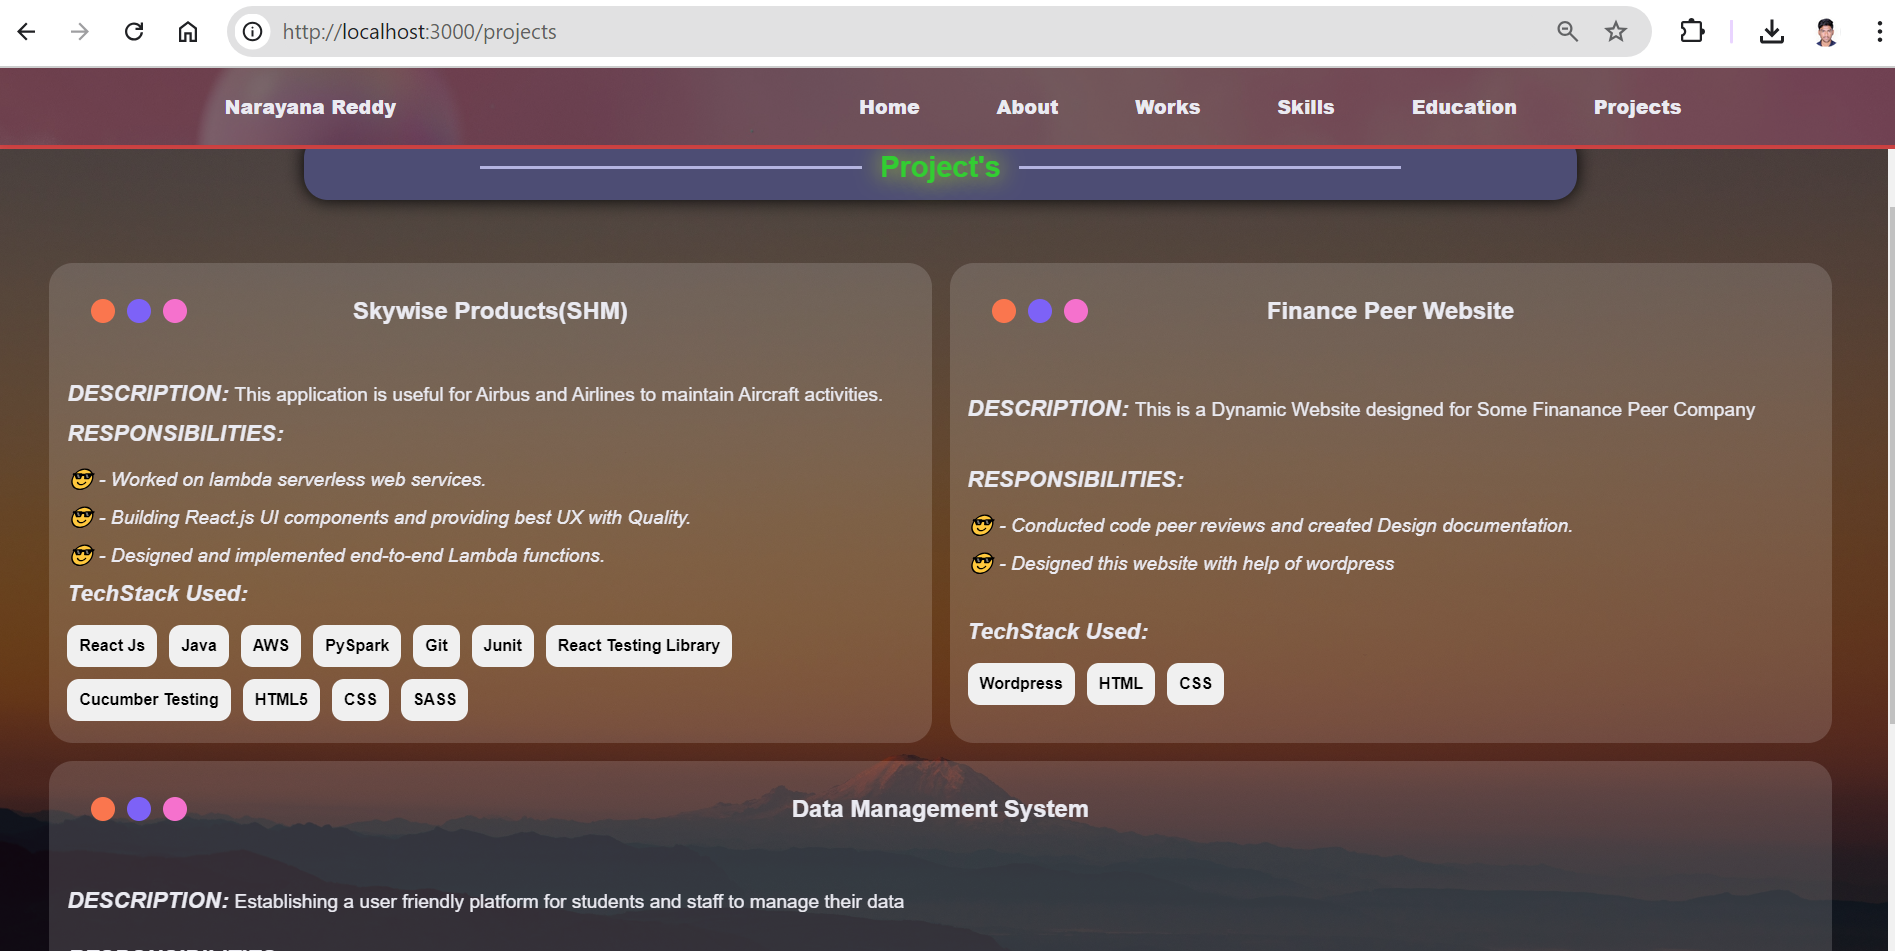 http://localhost:3000/projects
Narayana Reddy Home About Works Skills Education Projects
Project's
Skywise Products(SHM)
DESCRIPTION: This application is useful for Airbus and Airlines to maintain Aircraft activities.
RESPONSIBILITIES:
😎 - Worked on lambda serverless web services.
😎 - Building React.js UI components and providing best UX with Quality.
😎 - Designed and implemented end-to-end Lambda functions.
TechStack Used:
React Js Java AWS PySpark Git Junit React Testing Library
Cucumber Testing HTML5 CSS SASS
Finance Peer Website
DESCRIPTION: This is a Dynamic Website designed for Some Finanance Peer Company
RESPONSIBILITIES:
😎 - Conducted code peer reviews and created Design documentation.
😎 - Designed this website with help of wordpress
TechStack Used:
Wordpress HTML CSS
Data Management System
DESCRIPTION: Establishing a user friendly platform for students and staff to manage their data